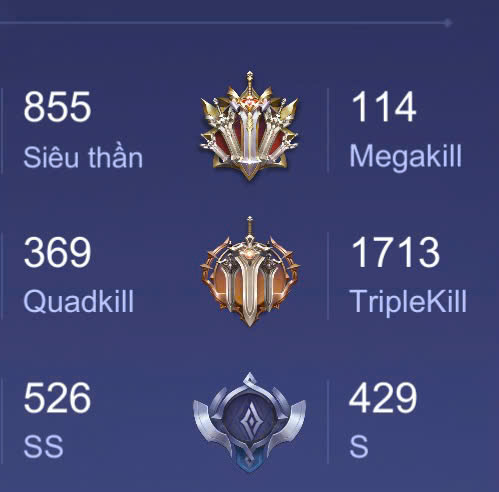 855
Siêu thần
114
Megakill
369
Quadkill
1713
TripleKill
526
SS
429
S